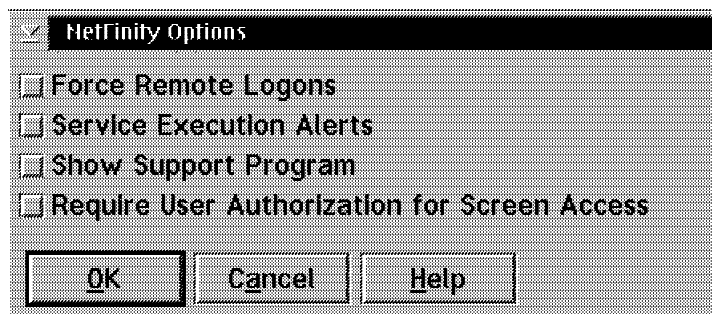 NetFinity Options
Force Remote Logons
Service Execution Alerts
Show Support Program
Require User Authorization for Screen Access
OK Cancel Help